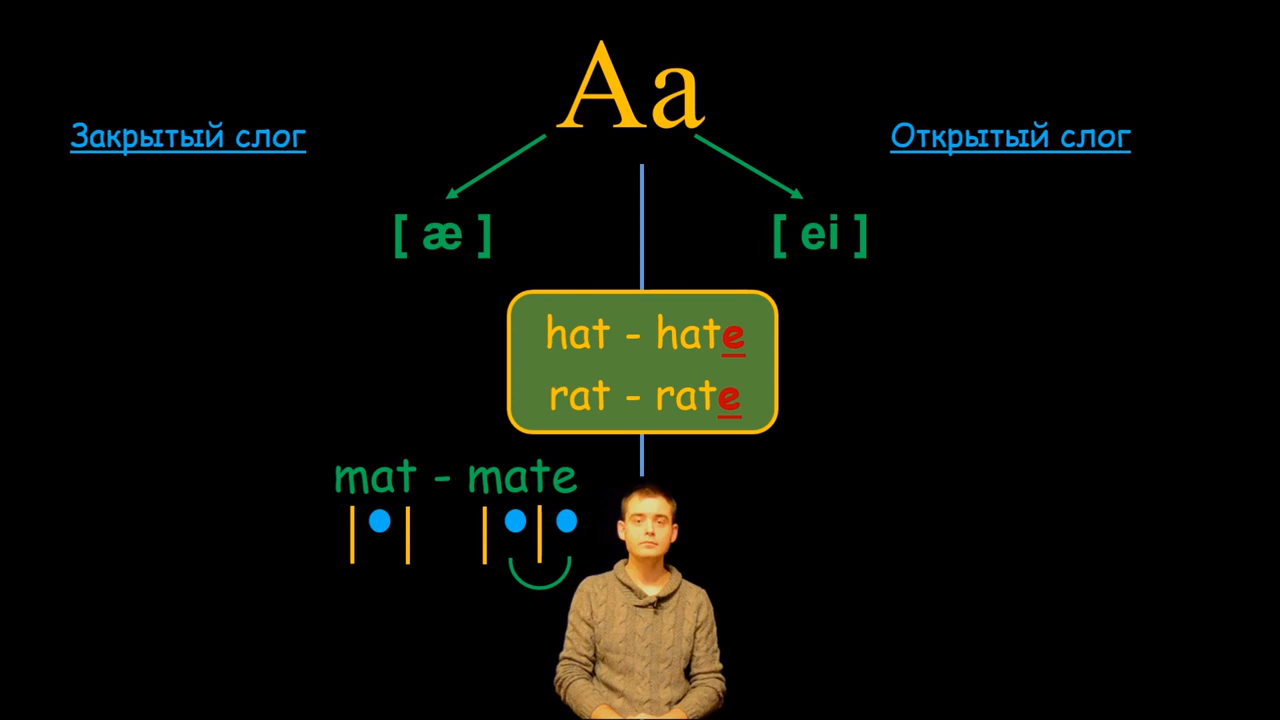 Aa
Закрытый слог
Открытый слог
[ æ ]
[ ei ]
hat - hate
rat - rate
mat - mate